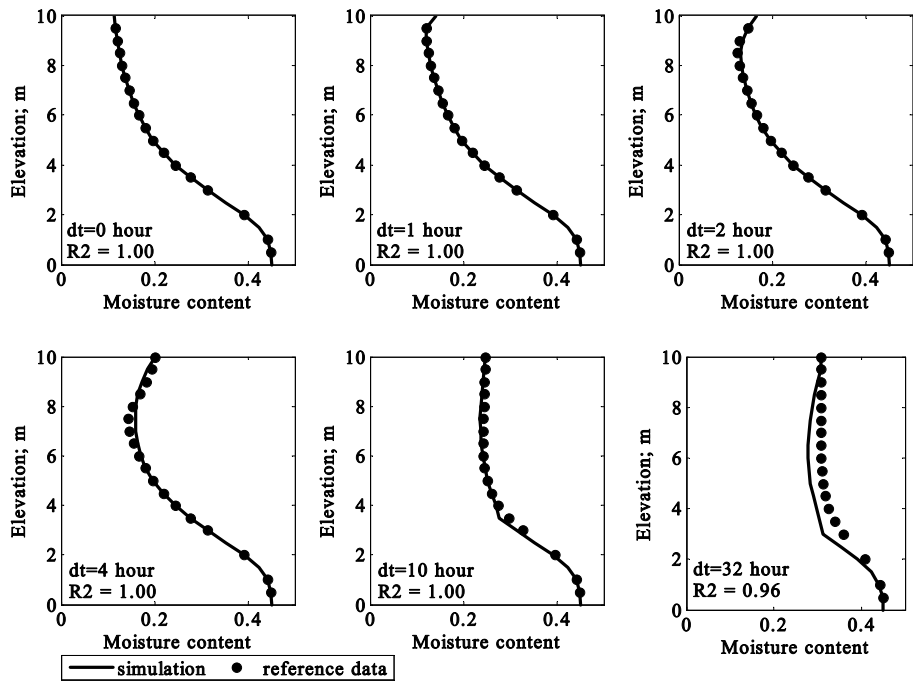 10
8
6
4
2
0
Elevation; m
dt=0 hour
R2 = 1.00
0
0.2
0.4
Moisture content
10
8
6
4
2
0
Elevation; m
dt=1 hour
R2 = 1.00
0
0.2
0.4
Moisture content
10
8
6
4
2
0
Elevation; m
dt=2 hour
R2 = 1.00
0
0.2
0.4
Moisture content
10
8
6
4
2
0
Elevation; m
dt=4 hour
R2 = 1.00
0
0.2
0.4
Moisture content
10
8
6
4
2
0
Elevation; m
dt=10 hour
R2 = 1.00
0
0.2
0.4
Moisture content
10
8
6
4
2
0
Elevation; m
dt=32 hour
R2 = 0.96
0
0.2
0.4
Moisture content
simulation
reference data